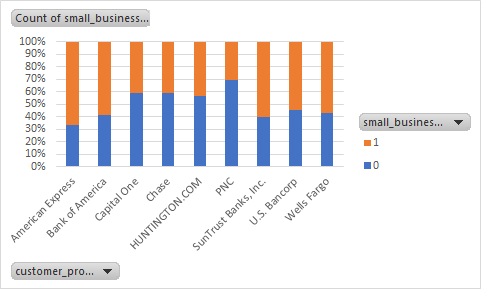 Count of small_business...
100%
90%
80%
70%
60%
50%
40%
30%
20%
10%
0%
American Express
Bank of America
Capital One
Chase
HUNTINGTON.COM
PNC
SunTrust Banks, Inc.
U.S. Bancorp
Wells Fargo
small_busines...
1
0
customer_pro...